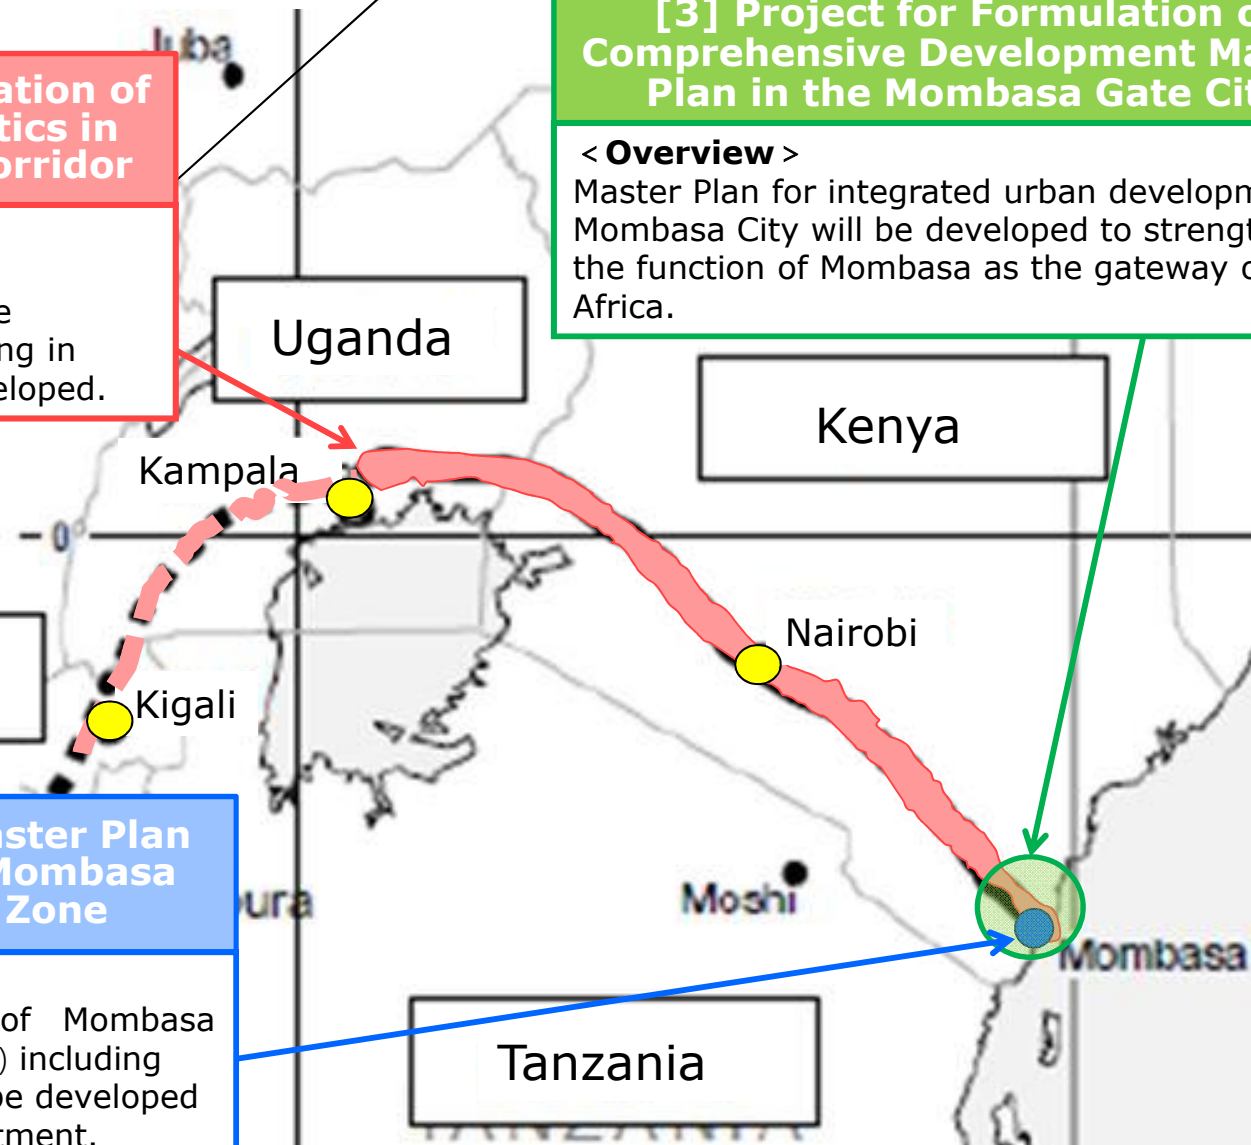 Juba
ation of
tics in
orridor
e
ng in
eloped.
[3] Project for Formulation o
Comprehensive Development Ma
Plan in the Mombasa Gate Cit
<Overview>
Master Plan for integrated urban developm
Mombasa City will be developed to strengt
the function of Mombasa as the gateway o
Africa.
Uganda
Kenya
Kampala
0°
Nairobi
Kigali
aster Plan
Mombasa
Zone
of Mombasa
) including
be developed
tment.
ura
Moshi
Mombasa
Tanzania
TANZANIA